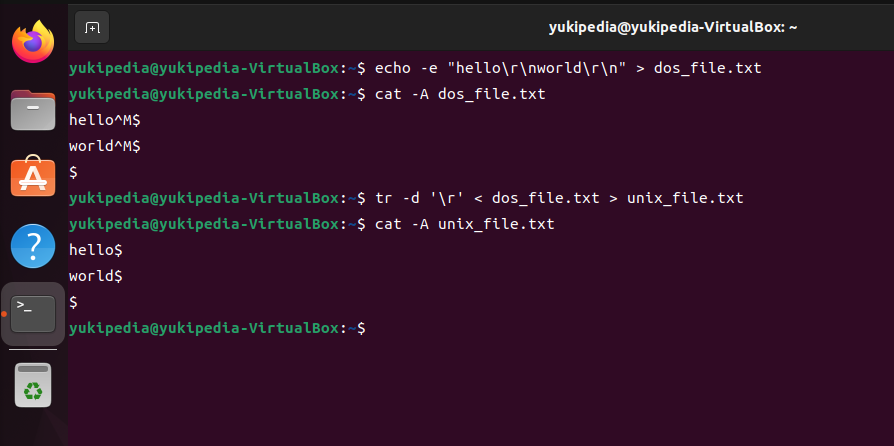 yukipedia@yukipedia-VirtualBox: ~
yukipedia@yukipedia-VirtualBox:~$ echo -e "hello\r\nworld\r\n" > dos_file.txt
yukipedia@yukipedia-VirtualBox:~$ cat -A dos_file.txt
hello^M$
world^M$
$
yukipedia@yukipedia-VirtualBox:~$ tr -d '\r' < dos_file.txt > unix_file.txt
yukipedia@yukipedia-VirtualBox:~$ cat -A unix_file.txt
hello$
world$
$
yukipedia@yukipedia-VirtualBox:~$